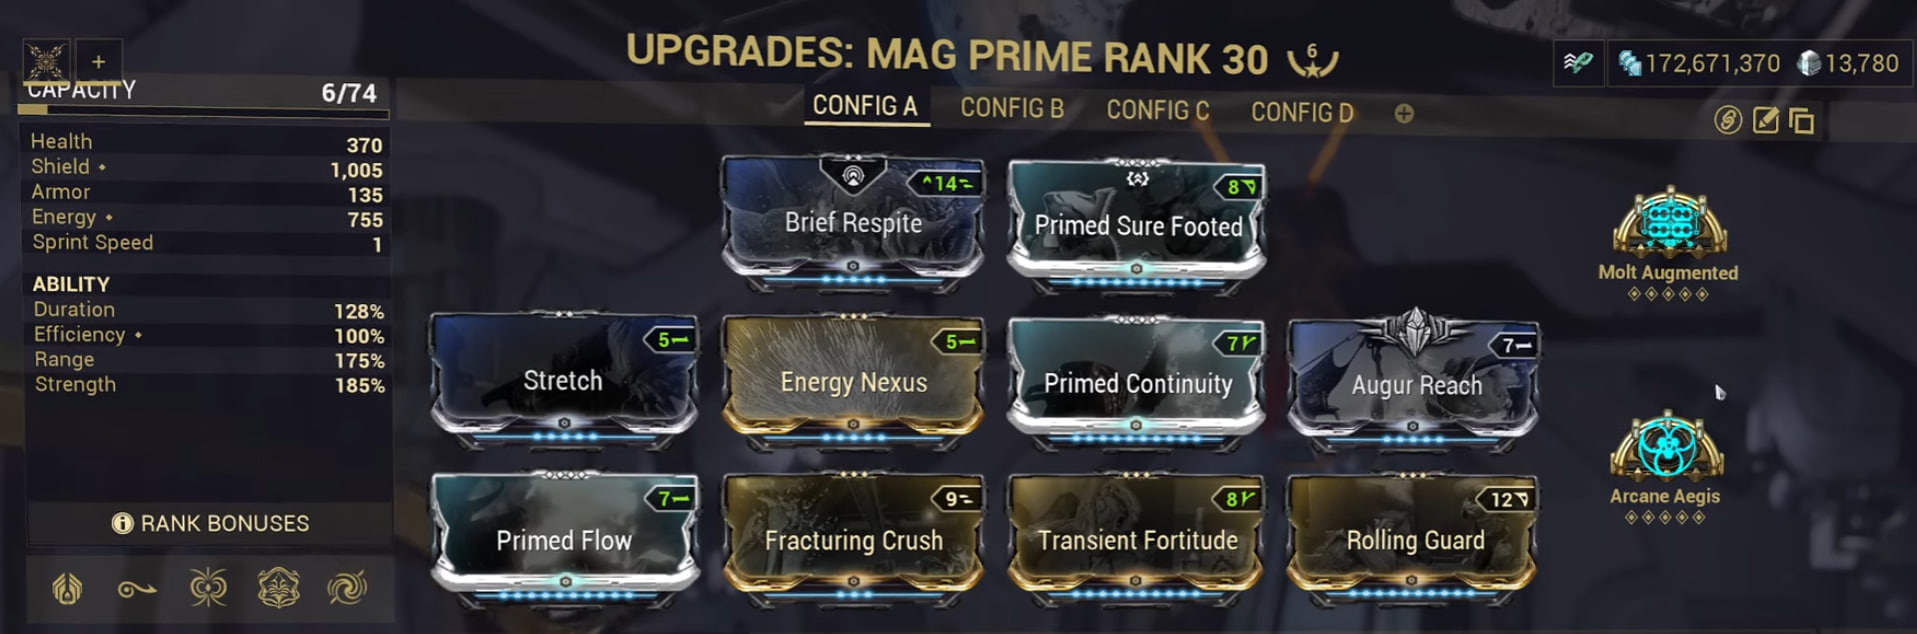 UPGRADES: MAG PRIME RANK 30 6
172,671,370 13,780
+
CAPACITY 6/74
CONFIG A CONFIG B CONFIG C CONFIG D
Health 370
Shield 1,005
Armor 135
Energy 755
Sprint Speed 1
ABILITY
Duration 128%
Efficiency 100%
Range 175%
Strength 185%
RANK BONUSES
14
Brief Respite
8
Primed Sure Footed
Molt Augmented
5
Stretch
5
Energy Nexus
7
Primed Continuity
7
Augur Reach
Arcane Aegis
7
Primed Flow
9
Fracturing Crush
8
Transient Fortitude
12
Rolling Guard